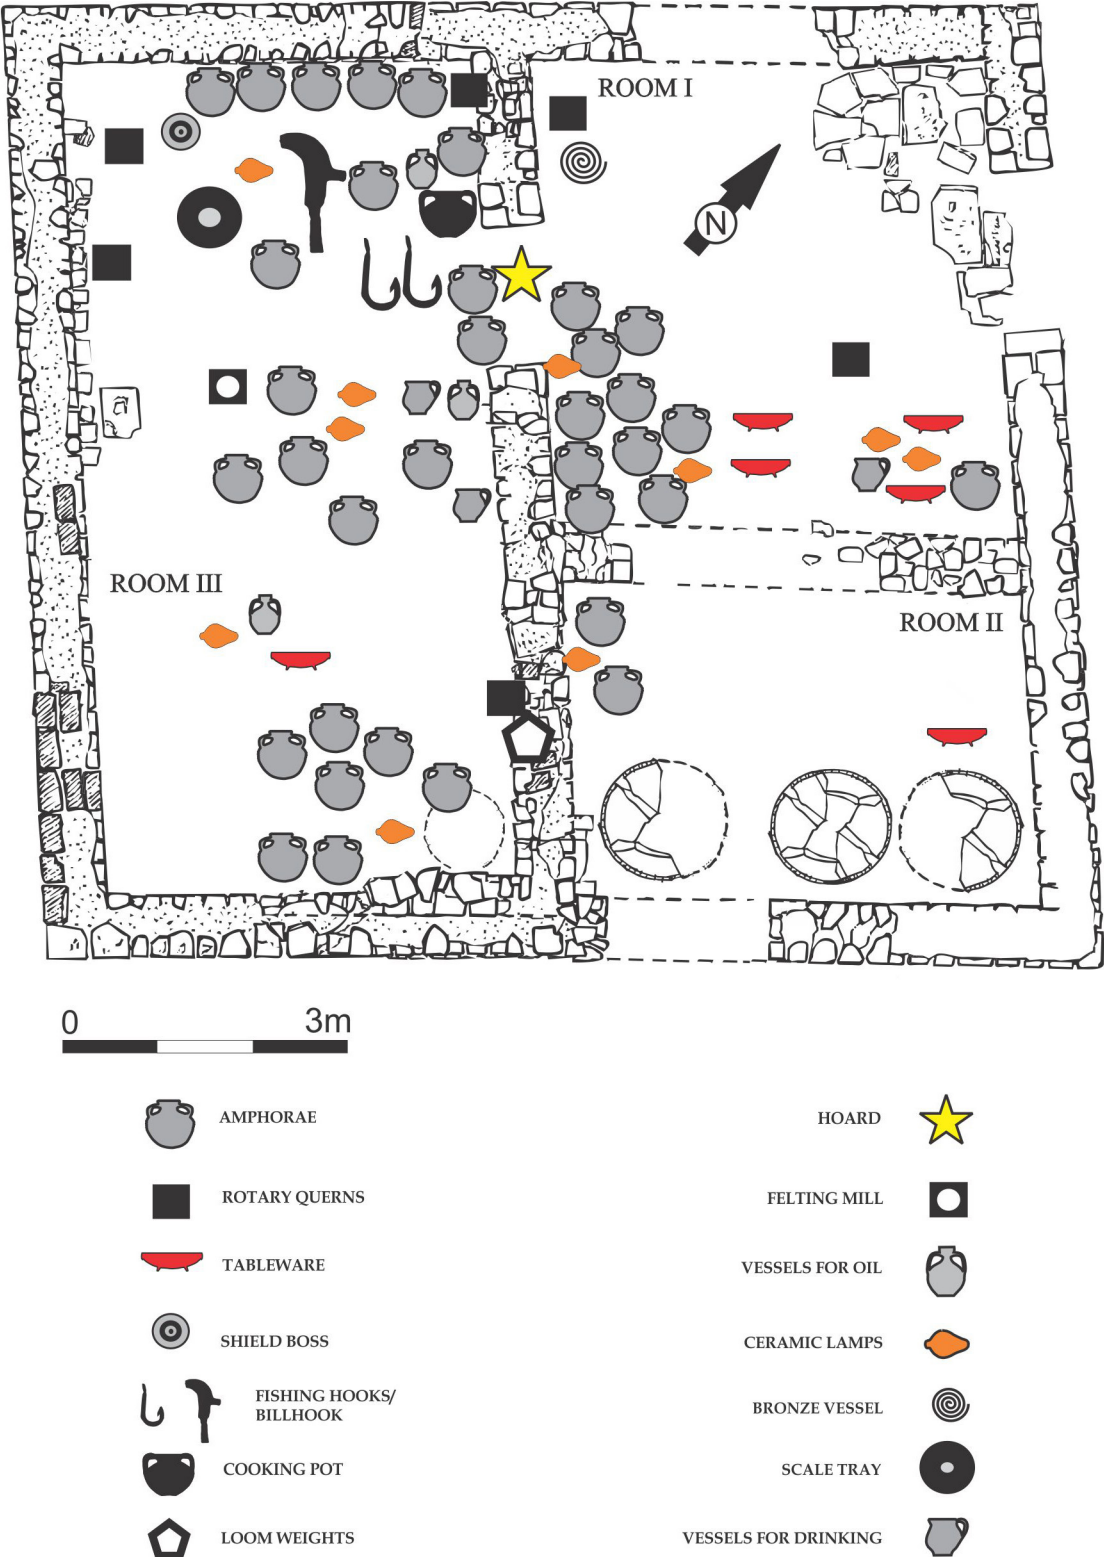 ROOM I
N
ROOM III
ROOM II
0 3m
AMPHORAE
ROTARY QUERNS
TABLEWARE
SHIELD BOSS
FISHING HOOKS/
BILLHOOK
COOKING POT
LOOM WEIGHTS
HOARD
FELTING MILL
VESSELS FOR OIL
CERAMIC LAMPS
BRONZE VESSEL
SCALE TRAY
VESSELS FOR DRINKING